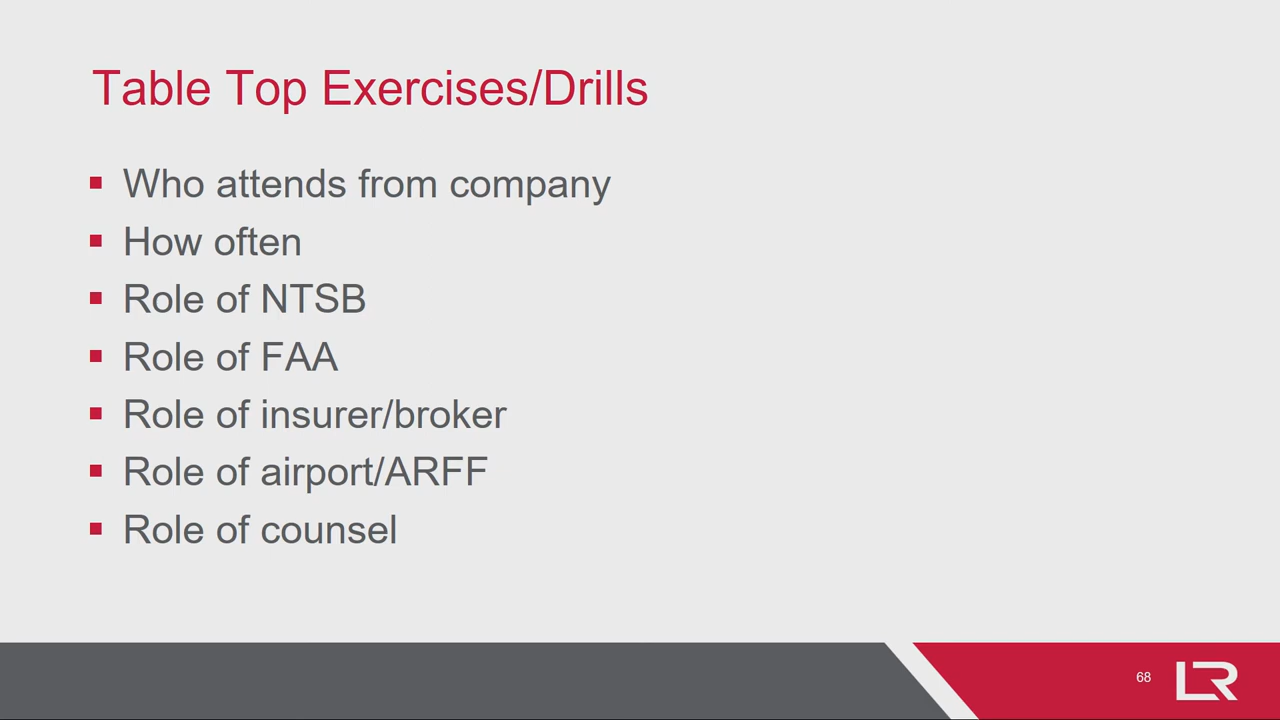 Table Top Exercises/Drills
Who attends from company
How often
Role of NTSB
Role of FAA
Role of insurer/broker
Role of airport/ARFF
Role of counsel
68
LR